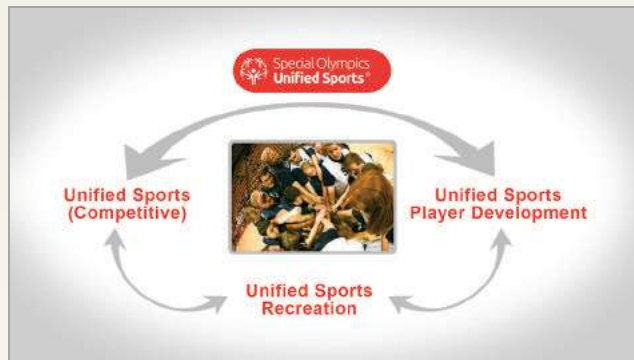 Special Olympics
Unified Sports®
Unified Sports
(Competitive)
Unified Sports
Player Development
Unified Sports
Recreation